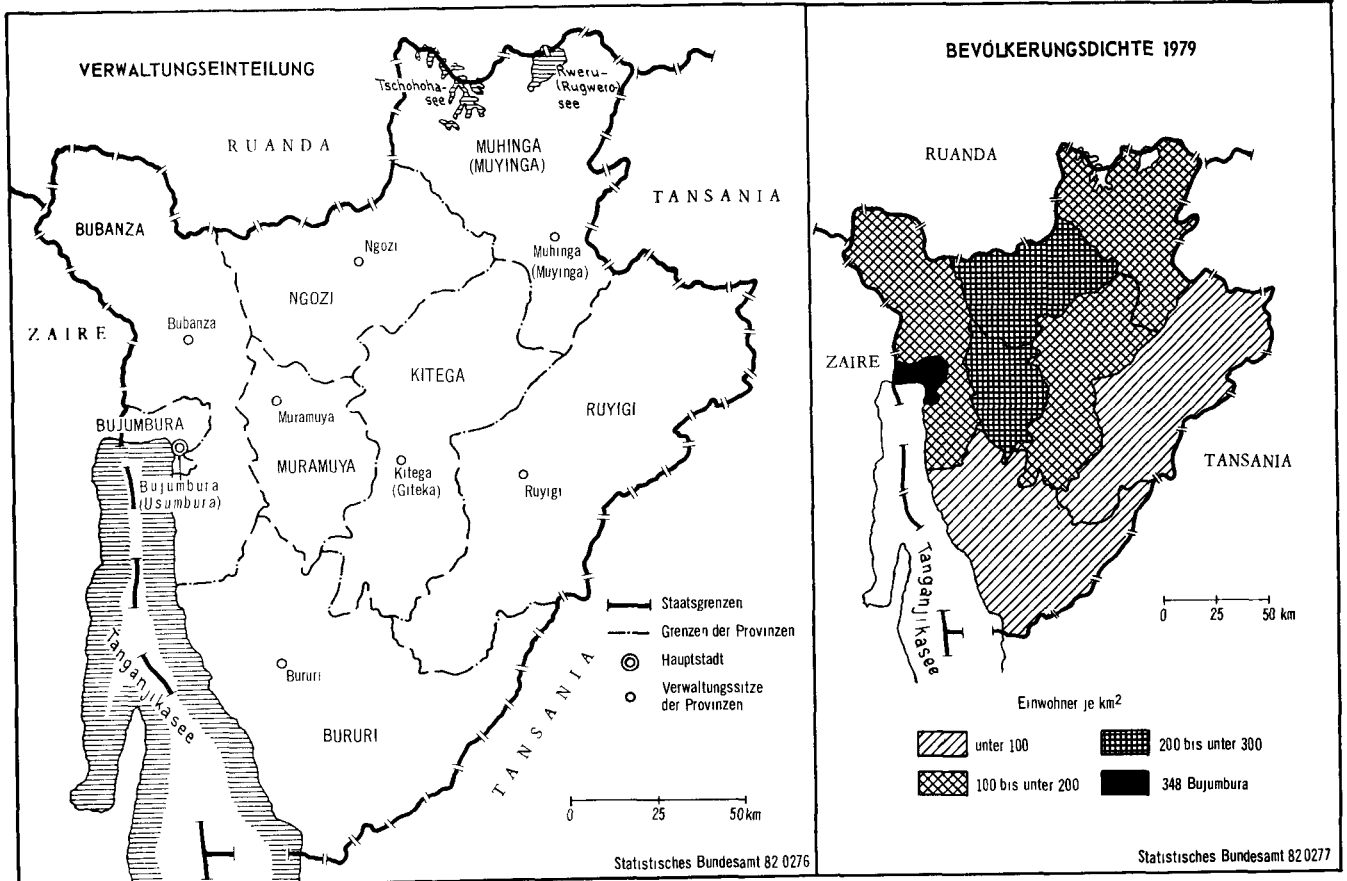 VERWALTUNGSEINTEILUNG
Tschohoha-
see
Rweru-
(Rugwero)-
see
RUANDA
MUHINGA
(MUYINGA)
TANSANIA
BUBANZA
Ngozi
Muhinga
(Muyinga)
NGOZI
ZAIRE
Bubanza
KITEGA
Muramuya
RUYIGI
BUJUMBURA
MURAMUYA
Kitega
(Giteka)
Bujumbura
(Usumbura)
Ruyigi
Staatsgrenzen
Grenzen der Provinzen
Hauptstadt
Verwaltungssitze
der Provinzen
Tanganjikasee
Bururi
BURURI
TANSANIA
0 25 50 km
Statistisches Bundesamt 82 0276
BEVÖLKERUNGSDICHTE 1979
RUANDA
ZAIRE
TANSANIA
Tanganjikasee
0 25 50 km
Einwohner je km²
unter 100
200 bis unter 300
100 bis unter 200
348 Bujumbura
Statistisches Bundesamt 82 0277